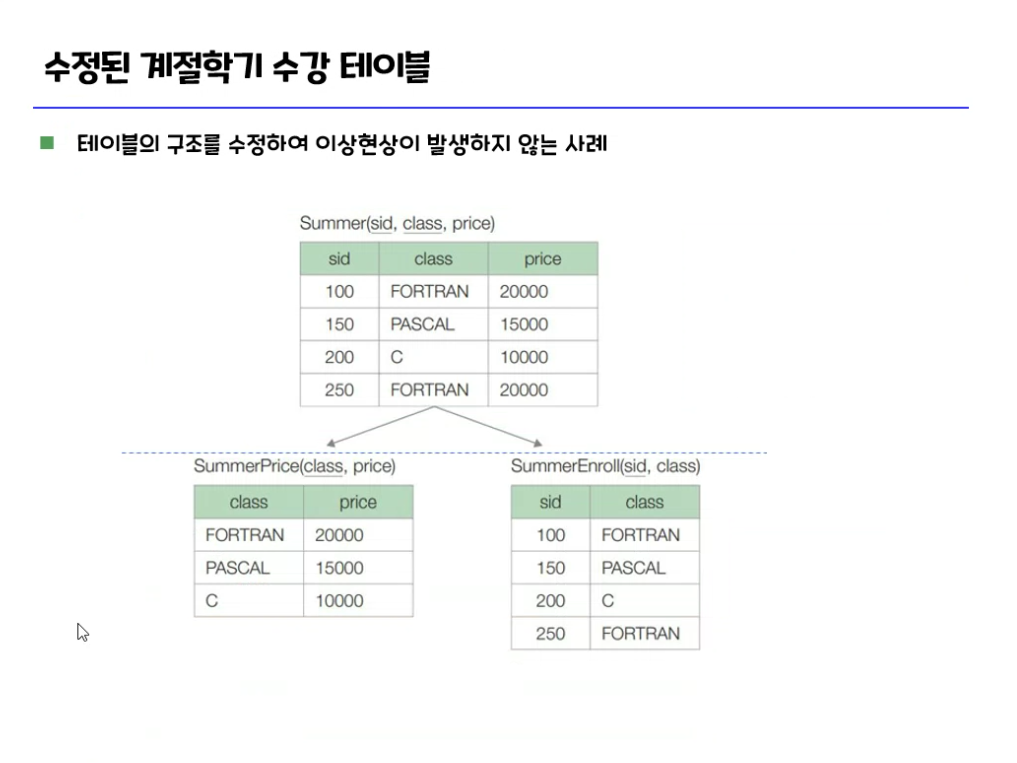 수정된 계절학기 수강 테이블
테이블의 구조를 수정하여 이상현상이 발생하지 않는 사례
Summer(sid, class, price)
sid class price
100 FORTRAN 20000
150 PASCAL 15000
200 C 10000
250 FORTRAN 20000
SummerPrice(class, price)
class price
FORTRAN 20000
PASCAL 15000
C 10000
SummerEnroll(sid, class)
sid class
100 FORTRAN
150 PASCAL
200 C
250 FORTRAN